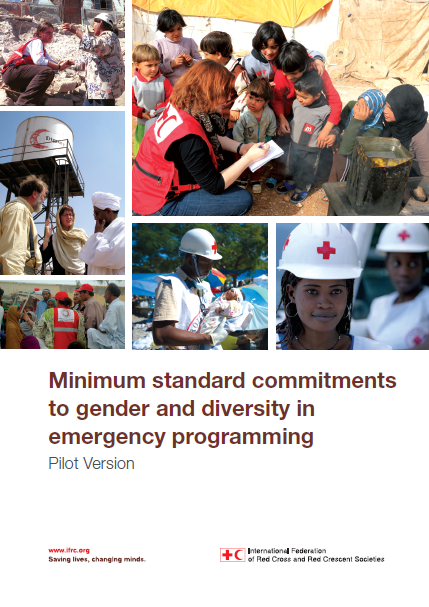 Minimum standard commitments
to gender and diversity in
emergency programming
Pilot Version
www.ifrc.org
Saving lives, changing minds.
International Federation
of Red Cross and Red Crescent Societies